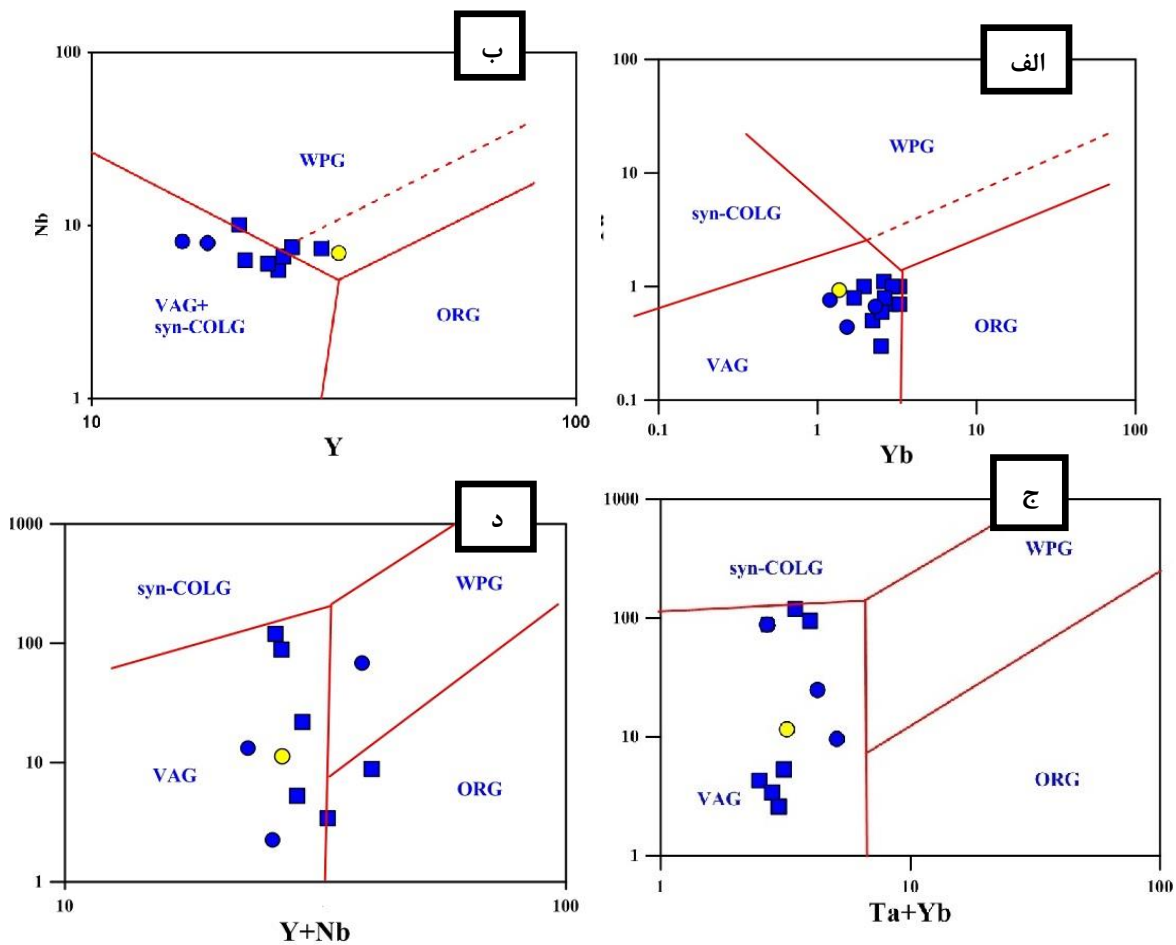 ب
100
10
1
Nb
WPG
VAG+
syn-COLG
ORG
10
100
Y
الف
100
10
1
0.1
WPG
syn-COLG
VAG
ORG
0.1
1
10
100
Yb
د
1000
100
10
1
syn-COLG
WPG
VAG
ORG
10
100
Y+Nb
ج
1000
100
10
1
syn-COLG
WPG
VAG
ORG
1
10
100
Ta+Yb